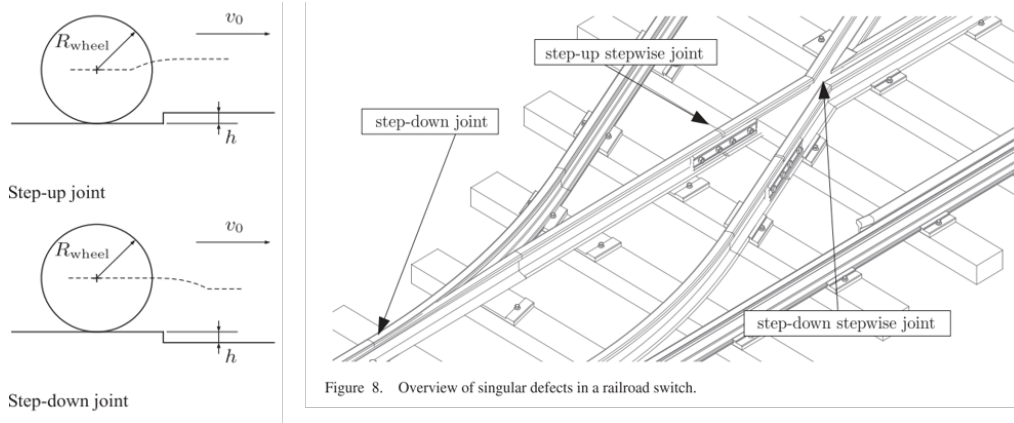 R_wheel
v_0
h
Step-up joint
R_wheel
v_0
h
Step-down joint
step-up stepwise joint
step-down joint
step-down stepwise joint
Figure 8. Overview of singular defects in a railroad switch.